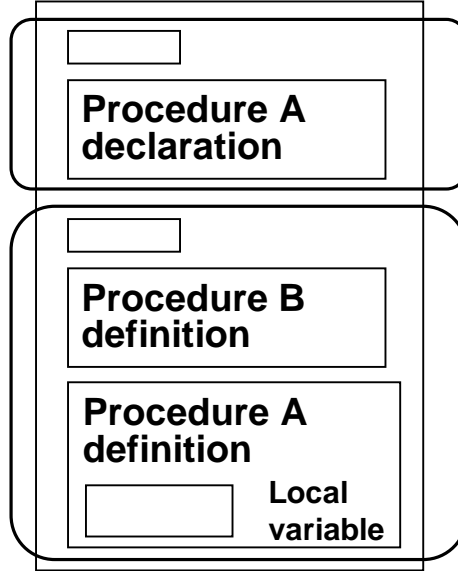 Procedure A
declaration
Procedure B
definition
Procedure A
definition
Local
variable